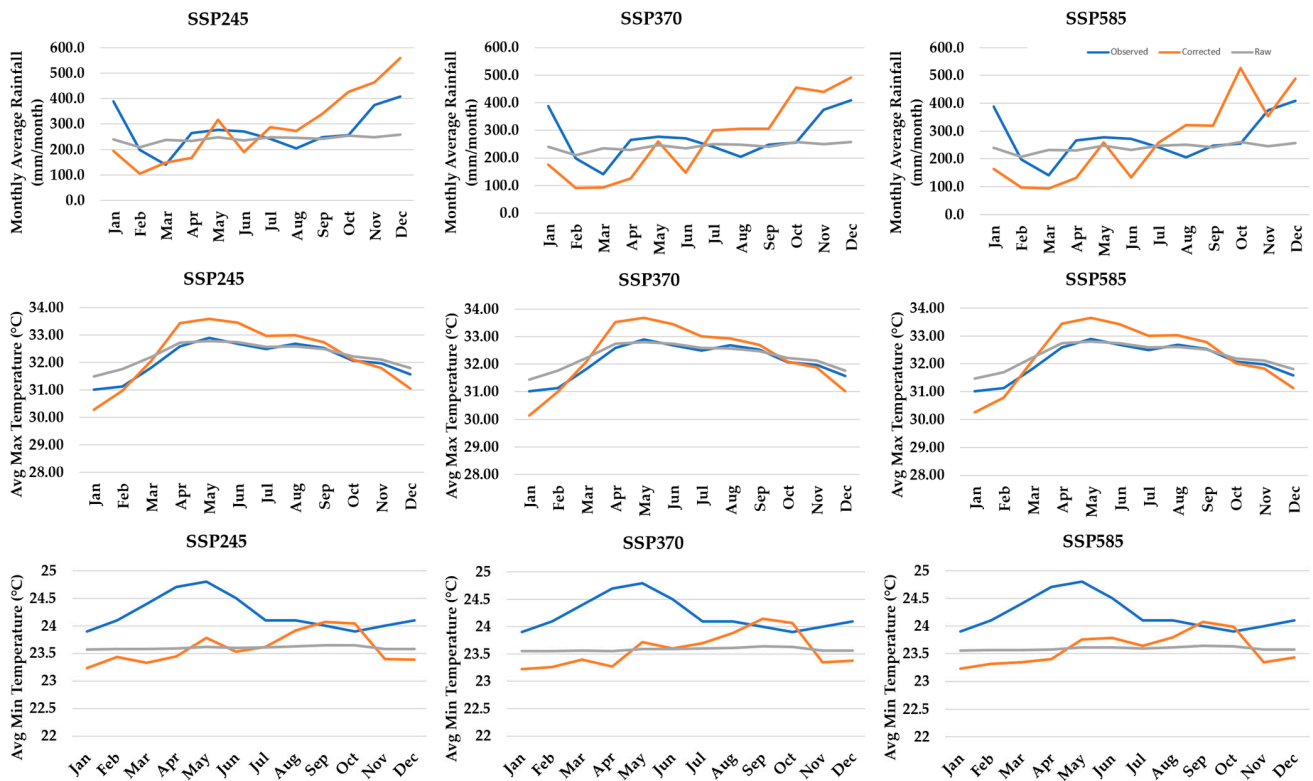 SSP245
SSP370
SSP585
Monthly Average Rainfall
(mm/month)
600.0
500.0
400.0
300.0
200.0
100.0
0.0
Jan
Feb
Mar
Apr
May
Jun
Jul
Aug
Sep
Oct
Nov
Dec
Monthly Average Rainfall
(mm/month)
600.0
500.0
400.0
300.0
200.0
100.0
0.0
Jan
Feb
Mar
Apr
May
Jun
Jul
Aug
Sep
Oct
Nov
Dec
Monthly Average Rainfall
(mm/month)
600.0
500.0
400.0
300.0
200.0
100.0
0.0
Observed
Corrected
Raw
Jan
Feb
Mar
Apr
May
Jun
Jul
Aug
Sep
Oct
Nov
Dec
SSP245
SSP370
SSP585
Avg Max Temperature (°C)
34.00
33.00
32.00
31.00
30.00
29.00
28.00
Jan
Feb
Mar
Apr
May
Jun
Jul
Aug
Sep
Oct
Nov
Dec
Avg Max Temperature (°C)
34.00
33.00
32.00
31.00
30.00
29.00
28.00
Jan
Feb
Mar
Apr
May
Jun
Jul
Aug
Sep
Oct
Nov
Dec
Avg Max Temperature (°C)
34.00
33.00
32.00
31.00
30.00
29.00
28.00
Jan
Feb
Mar
Apr
May
Jun
Jul
Aug
Sep
Oct
Nov
Dec
SSP245
SSP370
SSP585
Avg Min Temperature (°C)
25
24.5
24
23.5
23
22.5
22
Jan
Feb
Mar
Apr
May
Jun
Jul
Aug
Sep
Oct
Nov
Dec
Avg Min Temperature (°C)
25
24.5
24
23.5
23
22.5
22
Jan
Feb
Mar
Apr
May
Jun
Jul
Aug
Sep
Oct
Nov
Dec
Avg Min Temperature (°C)
25
24.5
24
23.5
23
22.5
22
Jan
Feb
Mar
Apr
May
Jun
Jul
Aug
Sep
Oct
Nov
Dec